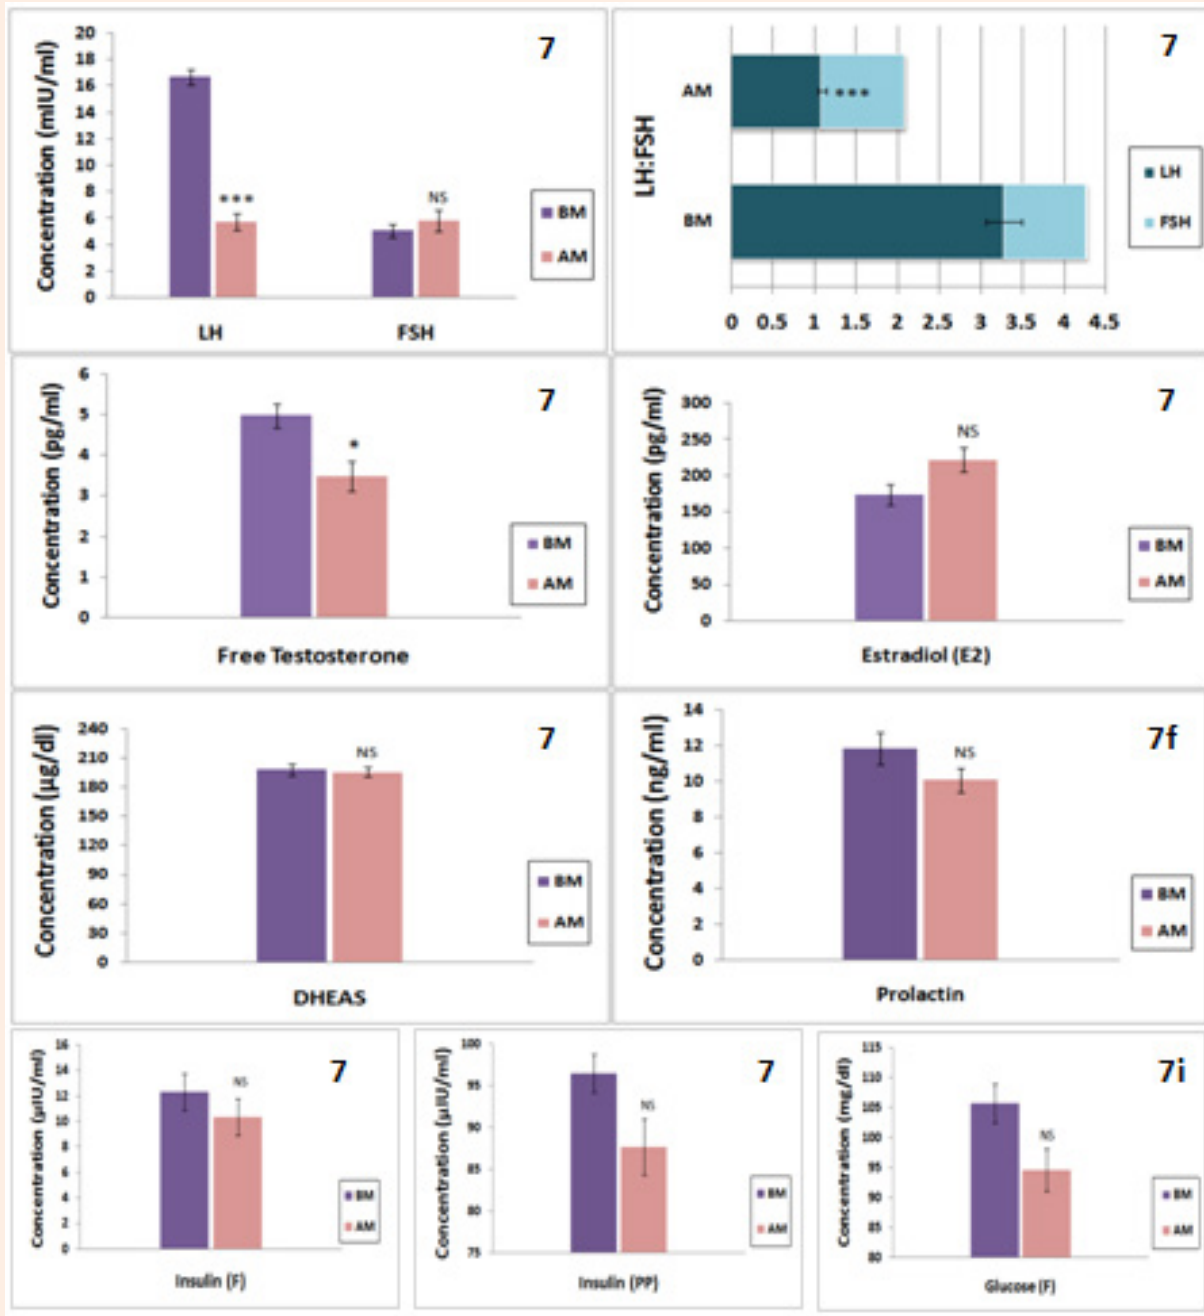 7
Concentration (mIU/ml)
20
18
16
14
12
10
8
6
4
2
0
***
NS
BM
AM
LH
FSH
7
LH:FSH
AM
BM
***
LH
FSH
0 0.5 1 1.5 2 2.5 3 3.5 4 4.5
7
Concentration (pg/ml)
6
5
4
3
2
1
0
*
BM
AM
Free Testosterone
7
Concentration (pg/ml)
300
250
200
150
100
50
0
NS
BM
AM
Estradiol (E2)
7
Concentration (µg/dl)
240
210
180
150
120
90
60
30
0
NS
BM
AM
DHEAS
7f
Concentration (ng/ml)
14
12
10
8
6
4
2
0
NS
BM
AM
Prolactin
7
Concentration (µIU/ml)
16
14
12
10
8
6
4
2
0
NS
BM
AM
Insulin (F)
7
Concentration (µIU/ml)
100
95
90
85
80
75
NS
BM
AM
Insulin (PP)
7i
Concentration (mg/dl)
115
110
105
100
95
90
85
80
NS
BM
AM
Glucose (F)